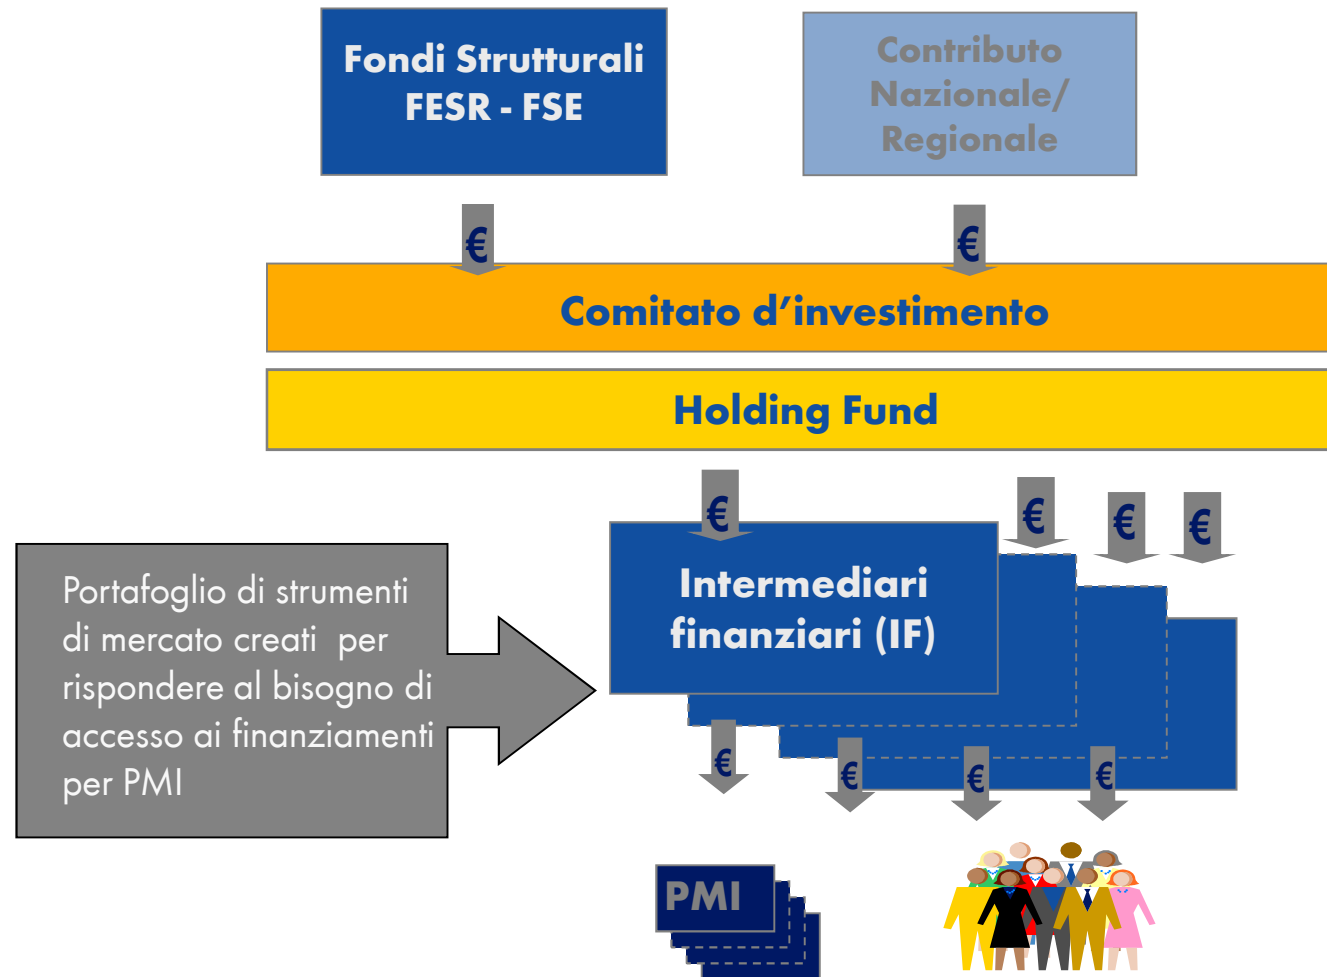 Fondi Strutturali
FESR - FSE
Contributo
Nazionale/
Regionale
€
€
Comitato d’investimento
Holding Fund
€
€
€
€
Intermediari
finanziari (IF)
Portafoglio di strumenti
di mercato creati  per
rispondere al bisogno di
accesso ai finanziamenti
per PMI
€
€
€
€
PMI